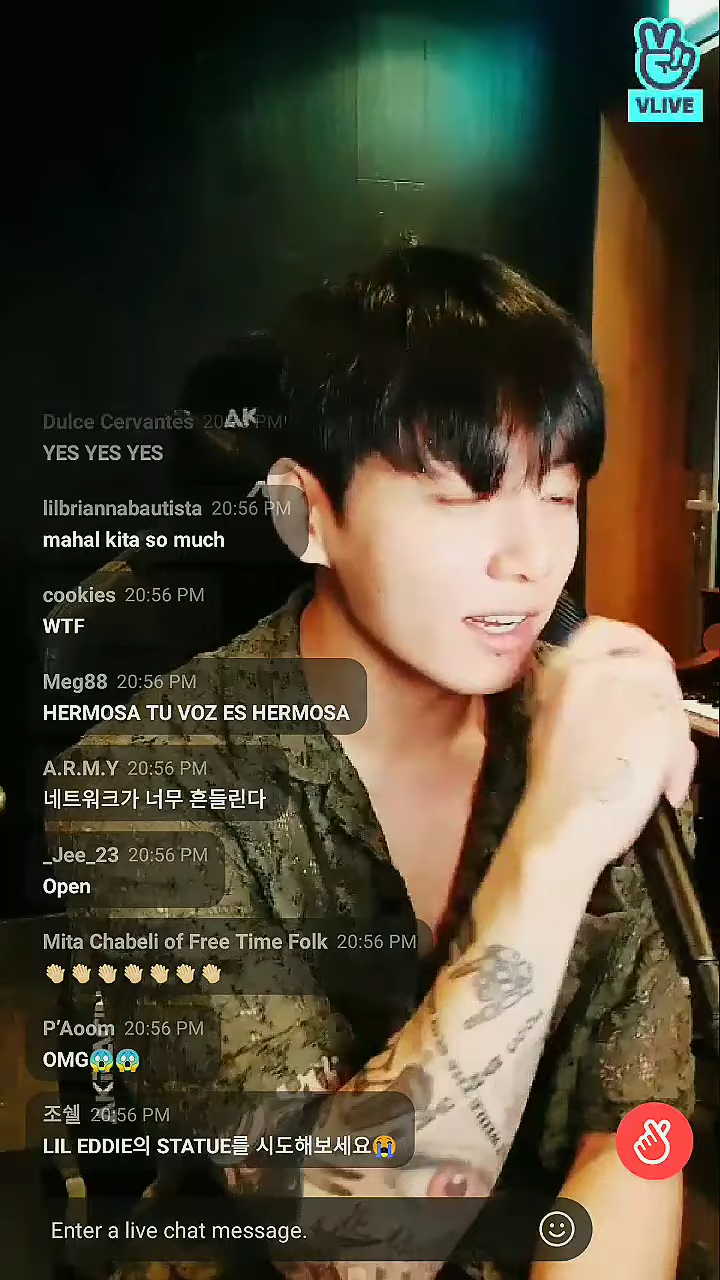 VLIVE
Dulce Cervantes 20:56 PM
AK
YES YES YES
lilbriannabautista 20:56 PM
mahal kita so much
cookies 20:56 PM
WTF
Meg88 20:56 PM
HERMOSA TU VOZ ES HERMOSA
A.R.M.Y 20:56 PM
네트워크가 너무 흔들린다
_Jee_23 20:56 PM
Open
Mita Chabeli of Free Time Folk 20:56 PM
👏🏼👏🏼👏🏼👏🏼👏🏼👏🏼👏🏼
P'Aoom 20:56 PM
OMG😱😱
조쉘 20:56 PM
LIL EDDIE의 STATUE를 시도해보세요😭
Enter a live chat message.